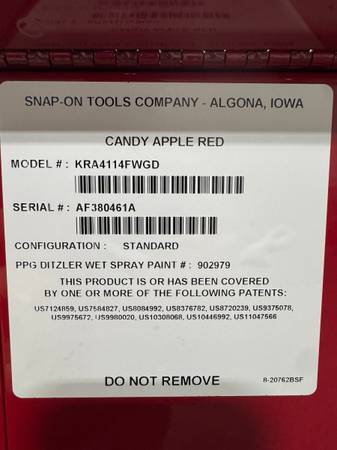 SNAP-ON TOOLS COMPANY - ALGONA, IOWA
CANDY APPLE RED
MODEL # : KRA4114FWGD
SERIAL # : AF380461A
CONFIGURATION : STANDARD
PPG DITZLER WET SPRAY PAINT # : 902979
THIS PRODUCT IS OR HAS BEEN COVERED
BY ONE OR MORE OF THE FOLLOWING PATENTS:
US7124859, US7584827, US8084992, US8376782, US8720239, US9375078,
US9975672, US9980020, US10308068, US10446992, US11047566
DO NOT REMOVE
8-20762BSF